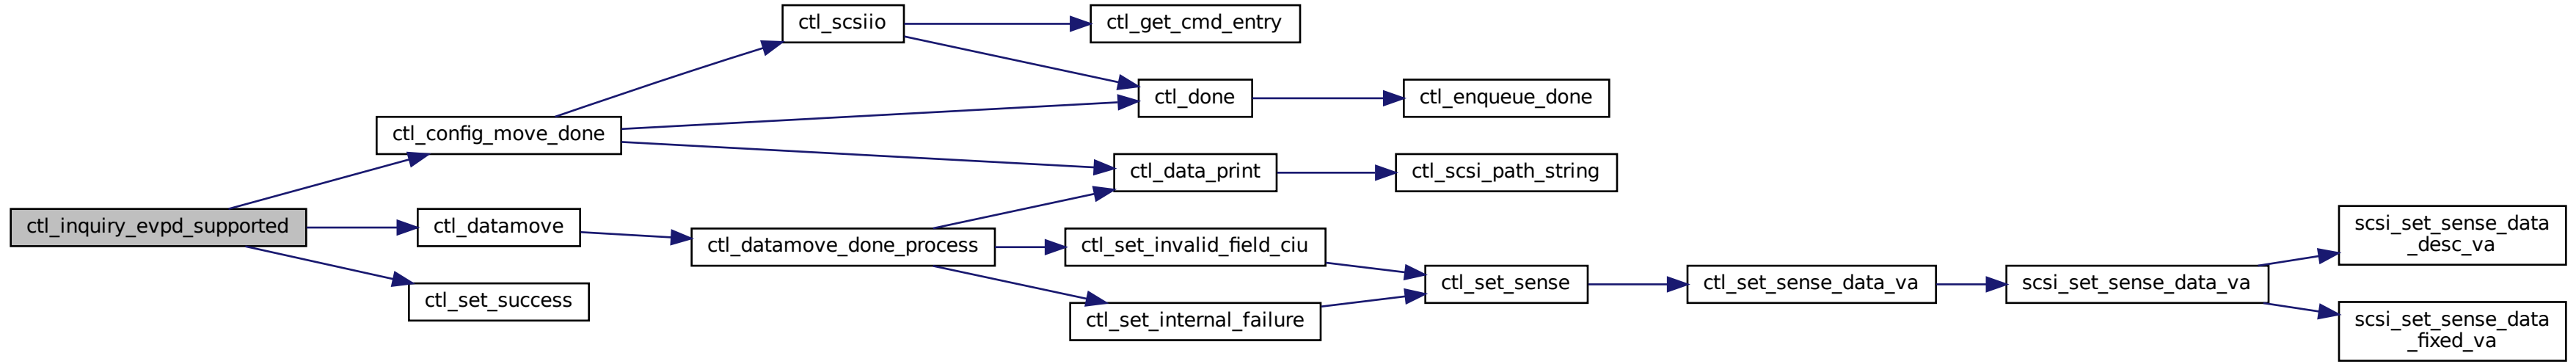 ctl_inquiry_evpd_supported
ctl_config_move_done
ctl_scsiio
ctl_get_cmd_entry
ctl_done
ctl_enqueue_done
ctl_data_print
ctl_scsi_path_string
ctl_datamove
ctl_datamove_done_process
ctl_set_invalid_field_ciu
ctl_set_internal_failure
ctl_set_sense
ctl_set_sense_data_va
scsi_set_sense_data_va
scsi_set_sense_data
_desc_va
scsi_set_sense_data
_fixed_va
ctl_set_success